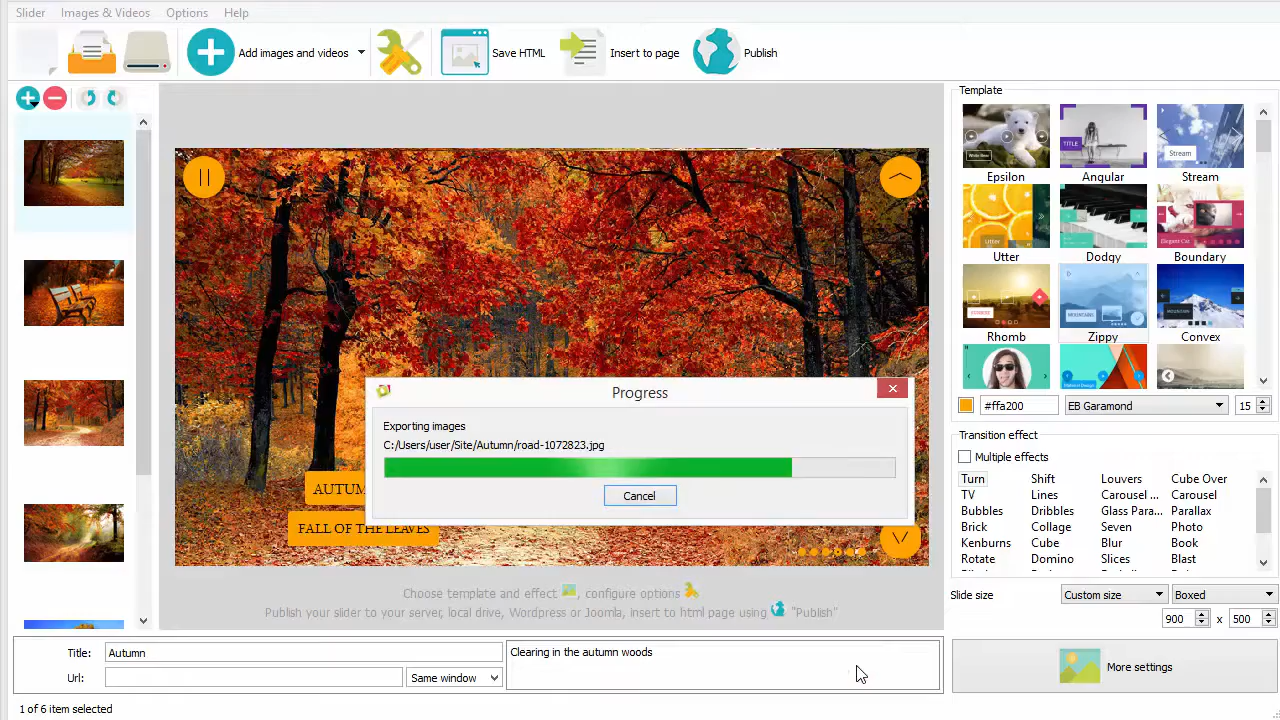 Slider Images & Videos Options Help
Add images and videos Save HTML Insert to page Publish
Template
Epsilon Angular Stream
Utter Dodgy Boundary
Rhomb Zippy Convex
#ffa200 EB Garamond 15
Transition effect
Multiple effects
Turn Shift Louvers Cube Over
TV Lines Carousel ... Carousel
Bubbles Dribbles Glass Para... Parallax
Brick Collage Seven Photo
Kenburns Cube Blur Book
Rotate Domino Slices Blast
Slide size Custom size Boxed
900 x 500
More settings
Progress
Exporting images
C:/Users/user/Site/Autumn/road-1072823.jpg
Cancel
AUTUM
FALL OF THE LEAVES
Choose template and effect , configure options
Publish your slider to your server, local drive, Wordpress or Joomla, insert to html page using "Publish"
Title: Autumn
Clearing in the autumn woods
Url: Same window
1 of 6 item selected